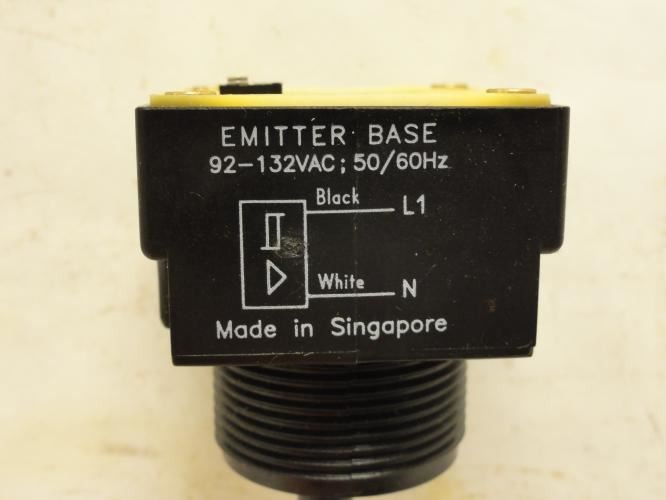 EMITTER BASE
92-132VAC; 50/60Hz
Black L1
White N
Made in Singapore